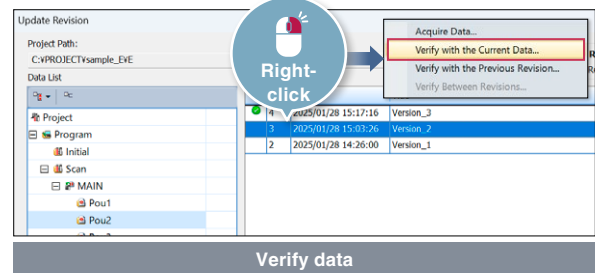 Update Revision
Project Path:
C:¥PROJECT¥sample_E¥E
Data List
Project
Program
Initial
Scan
MAIN
Pou1
Pou2
Right-
click
Acquire Data...
Verify with the Current Data...
Verify with the Previous Revision...
Verify Between Revisions...
4 2025/01/28 15:17:16 Version_3
3 2025/01/28 15:03:26 Version_2
2 2025/01/28 14:26:00 Version_1
Verify data